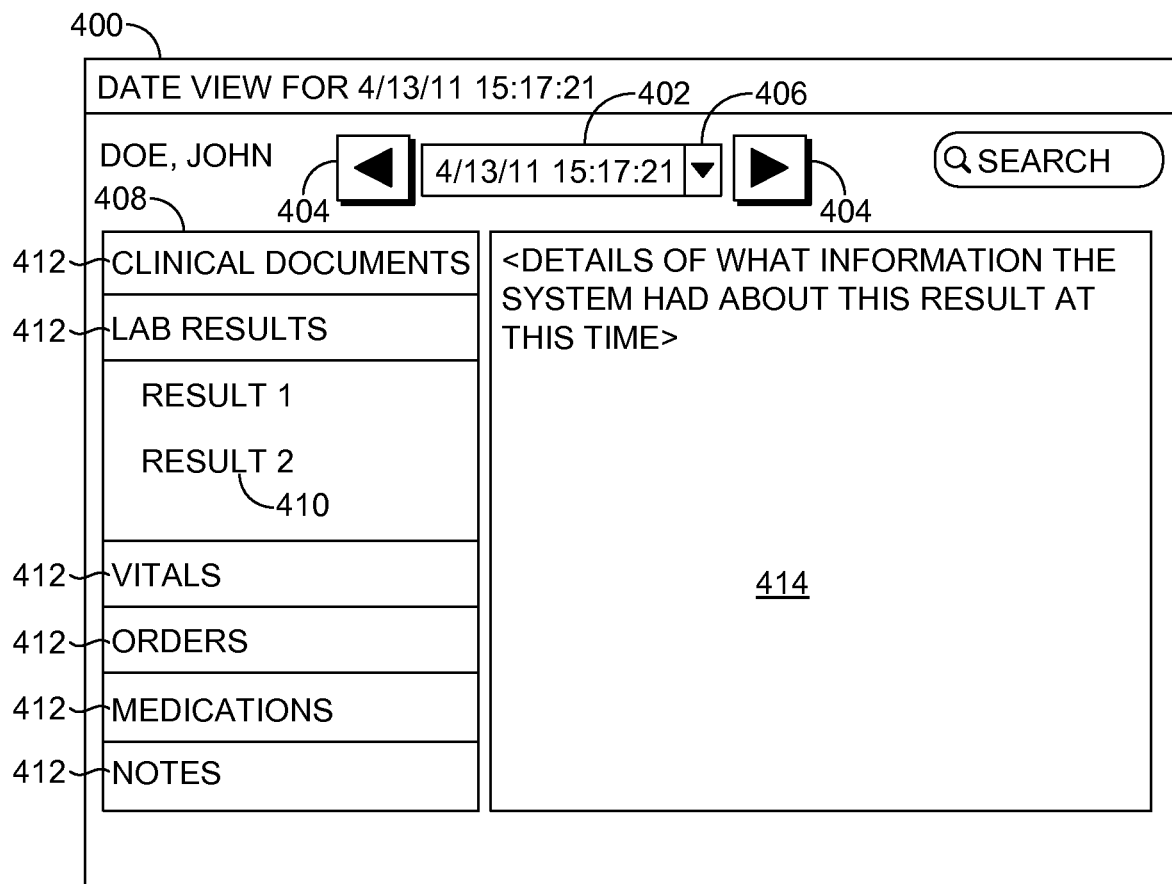 400
DATE VIEW FOR 4/13/11 15:17:21
402
406
DOE, JOHN
4/13/11 15:17:21
SEARCH
404
404
408
412
CLINICAL DOCUMENTS
412
LAB RESULTS
RESULT 1
RESULT 2
410
412
VITALS
412
ORDERS
412
MEDICATIONS
412
NOTES
<DETAILS OF WHAT INFORMATION THE
SYSTEM HAD ABOUT THIS RESULT AT
THIS TIME>
414